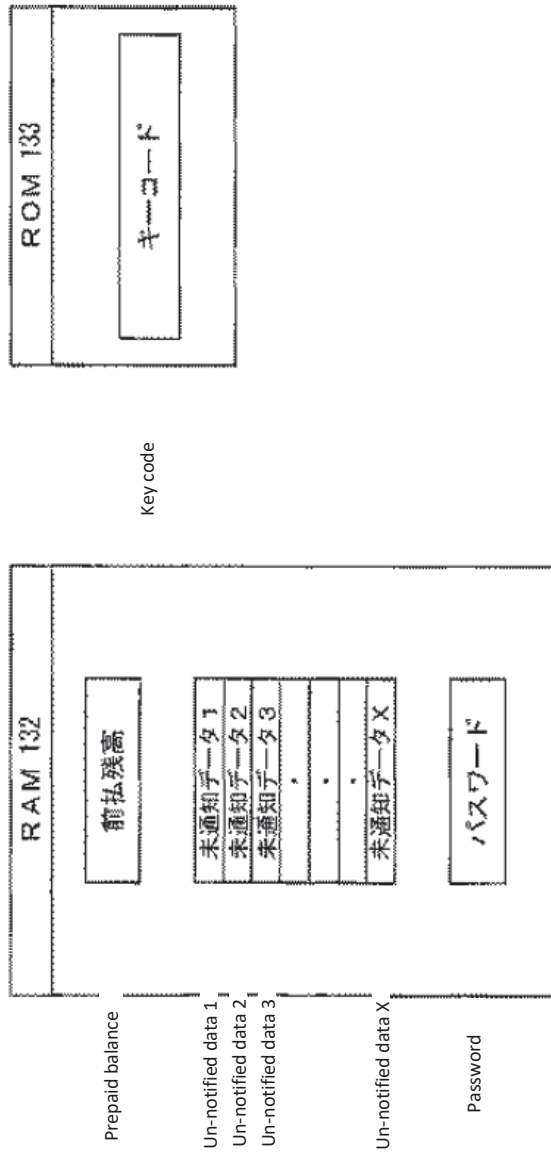 RAM 132
Prepaid balance
前払残高
Un-notified data 1
未通知データ1
Un-notified data 2
未通知データ2
Un-notified data 3
未通知データ3
Un-notified data X
未通知データX
Password
パスワード
ROM 133
Key code
キーコード